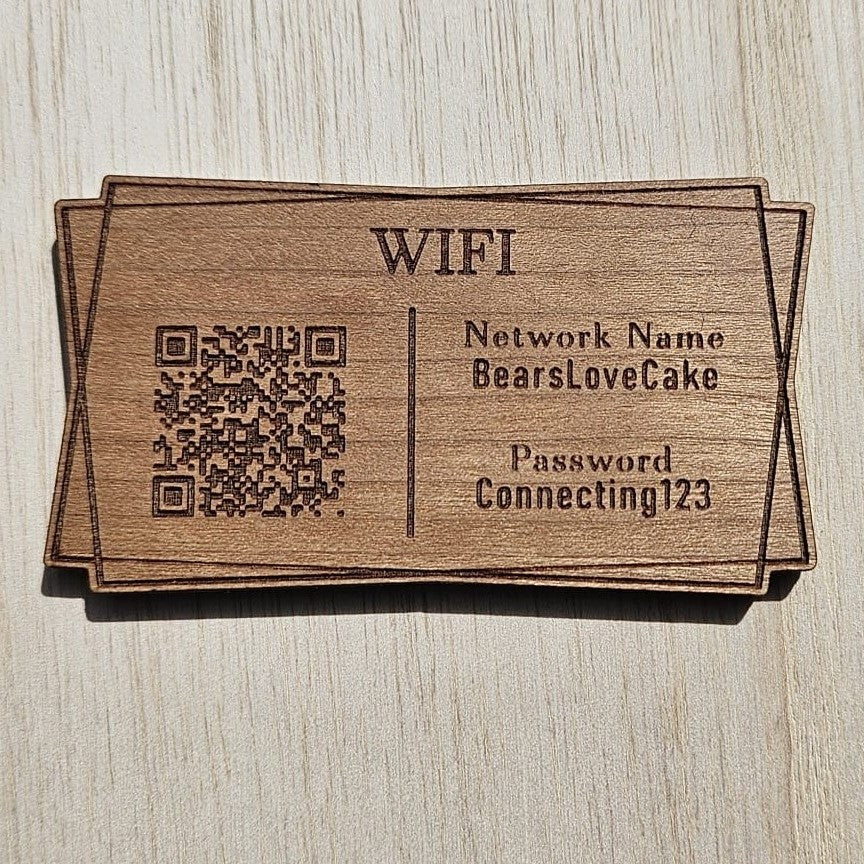 WIFI
Network Name
BearsLoveCake
Password
Connecting123